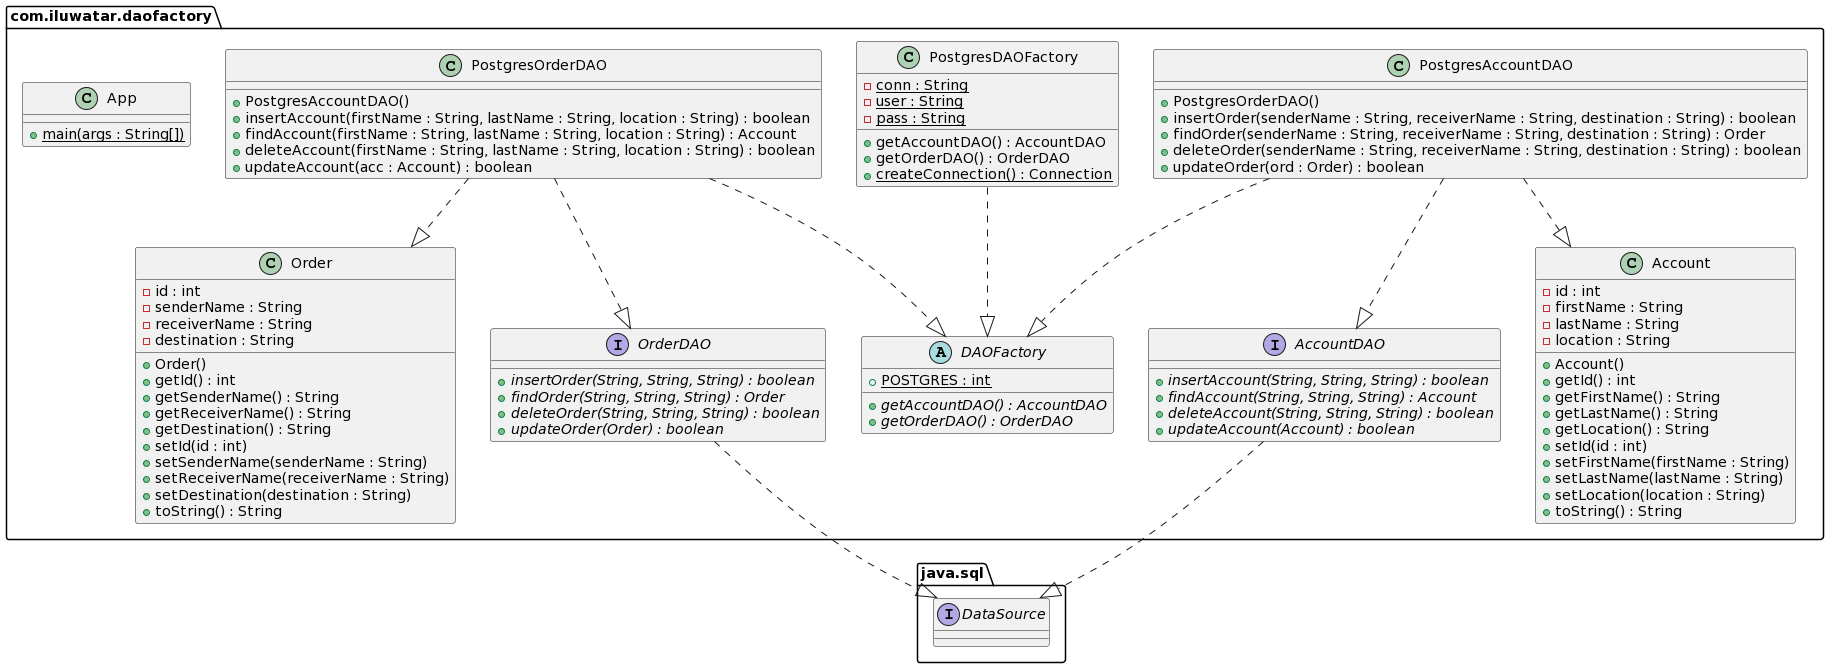 com.iluwatar.daofactory
C App
main(args : String[])
C PostgresOrderDAO
PostgresAccountDAO()
insertAccount(firstName : String, lastName : String, location : String) : boolean
findAccount(firstName : String, lastName : String, location : String) : Account
deleteAccount(firstName : String, lastName : String, location : String) : boolean
updateAccount(acc : Account) : boolean
C PostgresDAOFactory
conn : String
user : String
pass : String
getAccountDAO() : AccountDAO
getOrderDAO() : OrderDAO
createConnection() : Connection
C PostgresAccountDAO
PostgresOrderDAO()
insertOrder(senderName : String, receiverName : String, destination : String) : boolean
findOrder(senderName : String, receiverName : String, destination : String) : Order
deleteOrder(senderName : String, receiverName : String, destination : String) : boolean
updateOrder(ord : Order) : boolean
C Order
id : int
senderName : String
receiverName : String
destination : String
Order()
getId() : int
getSenderName() : String
getReceiverName() : String
getDestination() : String
setId(id : int)
setSenderName(senderName : String)
setReceiverName(receiverName : String)
setDestination(destination : String)
toString() : String
I OrderDAO
insertOrder(String, String, String) : boolean
findOrder(String, String, String) : Order
deleteOrder(String, String, String) : boolean
updateOrder(Order) : boolean
A DAOFactory
POSTGRES : int
getAccountDAO() : AccountDAO
getOrderDAO() : OrderDAO
I AccountDAO
insertAccount(String, String, String) : boolean
findAccount(String, String, String) : Account
deleteAccount(String, String, String) : boolean
updateAccount(Account) : boolean
C Account
id : int
firstName : String
lastName : String
location : String
Account()
getId() : int
getFirstName() : String
getLastName() : String
getLocation() : String
setId(id : int)
setFirstName(firstName : String)
setLastName(lastName : String)
setLocation(location : String)
toString() : String
java.sql
I DataSource